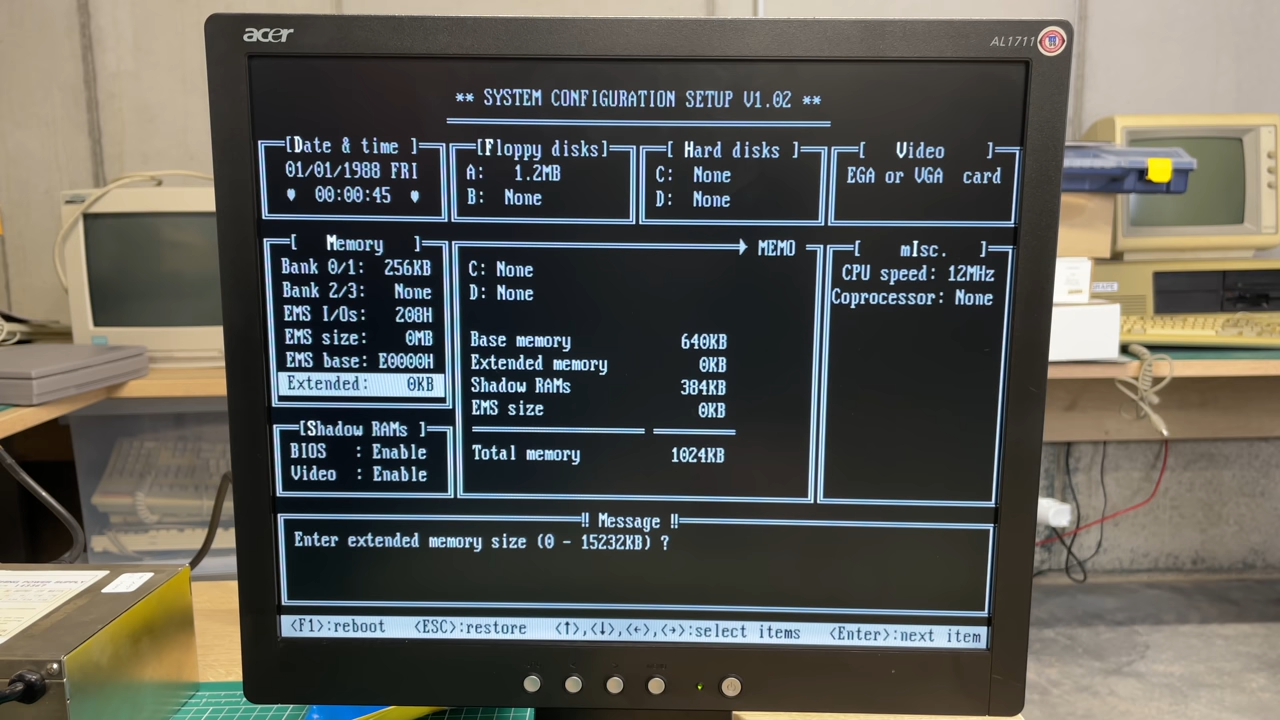 acer
AL1711
** SYSTEM CONFIGURATION SETUP V1.02 **
[Date & time ]
01/01/1988 FRI
♥ 00:00:45 ♥
[Floppy disks]
A: 1.2MB
B: None
[ Hard disks ]
C: None
D: None
[ Video ]
EGA or VGA card
[ Memory ]
Bank 0/1: 256KB
Bank 2/3: None
EMS I/Os: 208H
EMS size: 0MB
EMS base: E0000H
Extended: 0KB
[Shadow RAMs ]
BIOS : Enable
Video : Enable
MEMO
C: None
D: None
Base memory 640KB
Extended memory 0KB
Shadow RAMs 384KB
EMS size 0KB
Total memory 1024KB
[ mIsc. ]
CPU speed: 12MHz
Coprocessor: None
!! Message !!
Enter extended memory size (0 - 15232KB) ?
<F1>:reboot <ESC>:restore <↑>,<↓>,<←>,<→>:select items <Enter>:next item